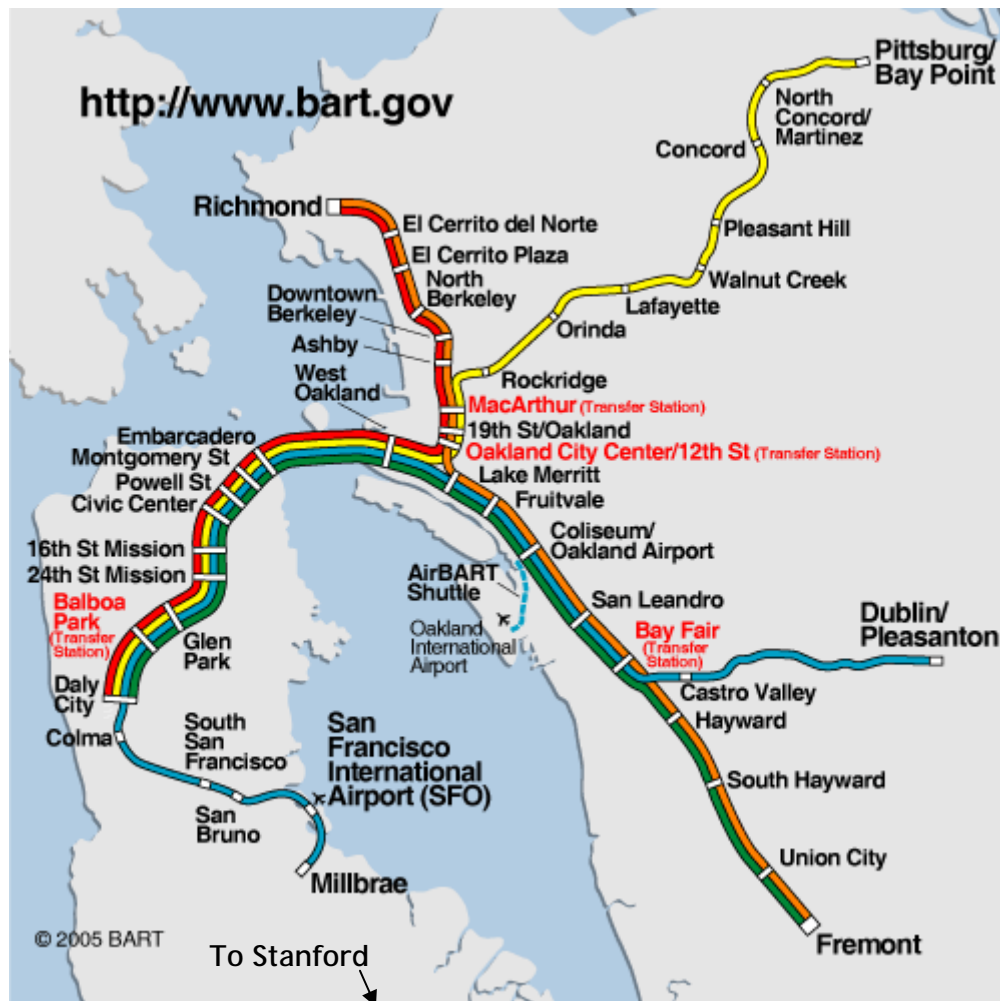 Pittsburg/
Bay Point
http://www.bart.gov
North
Concord/
Martinez
Concord
Richmond
El Cerrito del Norte
Pleasant Hill
El Cerrito Plaza
North
Berkeley
Walnut Creek
Downtown
Berkeley
Lafayette
Orinda
Ashby
West
Oakland
Rockridge
MacArthur (Transfer Station)
19th St/Oakland
Oakland City Center/12th St (Transfer Station)
Embarcadero
Montgomery St
Powell St
Civic Center
Lake Merritt
Fruitvale
Coliseum/
Oakland Airport
16th St Mission
24th St Mission
AirBART
Shuttle
Oakland
International
Airport
San Leandro
Balboa
Park
(Transfer
Station)
Glen
Park
Bay Fair
(Transfer
Station)
Dublin/
Pleasanton
Castro Valley
Daly
City
Colma
Hayward
South
San
Francisco
San
Francisco
International
Airport (SFO)
South Hayward
San
Bruno
Millbrae
Union City
Fremont
© 2005 BART
To Stanford